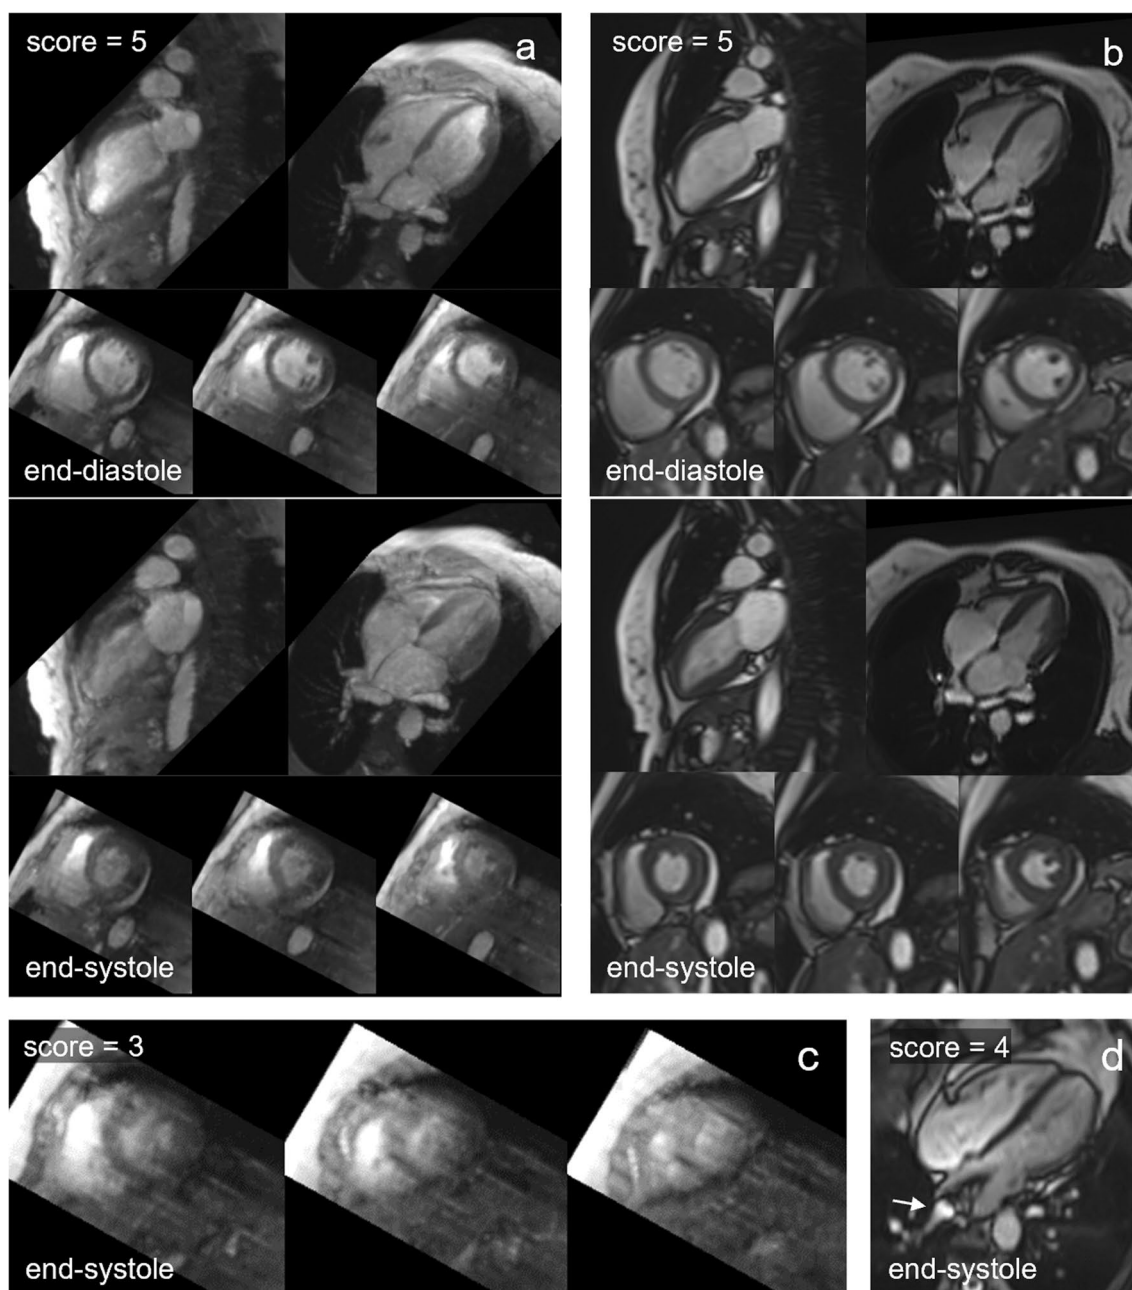 score = 5
a
score = 5
b
end-diastole
end-diastole
end-systole
end-systole
score = 3
c
score = 4
d
end-systole
end-systole